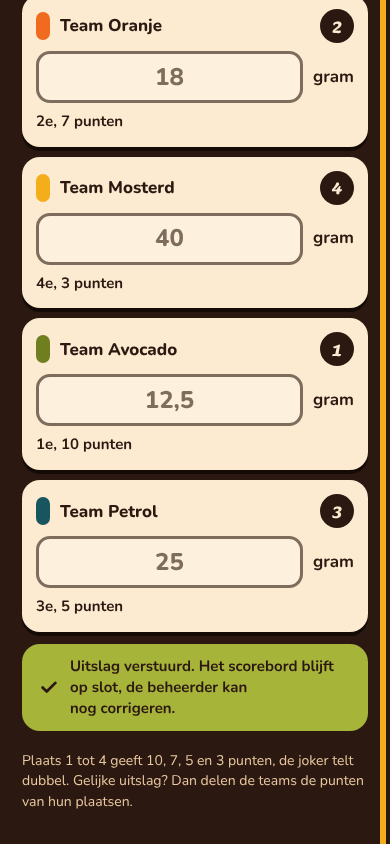 Team Oranje
2
18
gram
2e, 7 punten
Team Mosterd
4
40
gram
4e, 3 punten
Team Avocado
1
12,5
gram
1e, 10 punten
Team Petrol
3
25
gram
3e, 5 punten
Uitslag verstuurd. Het scorebord blijft
op slot, de beheerder kan
nog corrigeren.
Plaats 1 tot 4 geeft 10, 7, 5 en 3 punten, de joker telt
dubbel. Gelijke uitslag? Dan delen de teams de punten
van hun plaatsen.